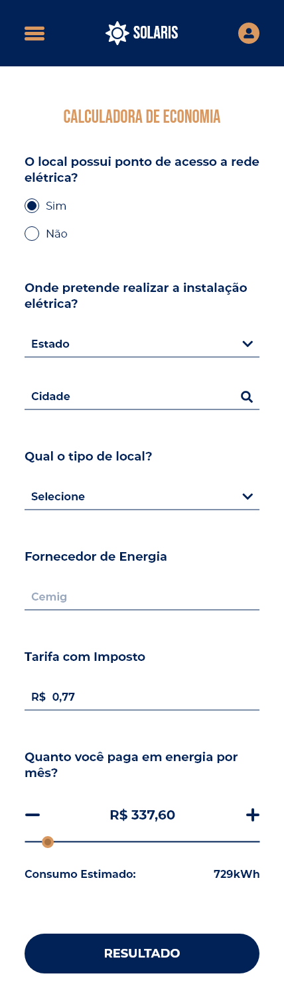 SOLARIS
CALCULADORA DE ECONOMIA
O local possui ponto de acesso a rede
elétrica?
Sim
Não
Onde pretende realizar a instalação
elétrica?
Estado
Cidade
Qual o tipo de local?
Selecione
Fornecedor de Energia
Cemig
Tarifa com Imposto
R$ 0,77
Quanto você paga em energia por
mês?
R$ 337,60
Consumo Estimado: 729kWh
RESULTADO